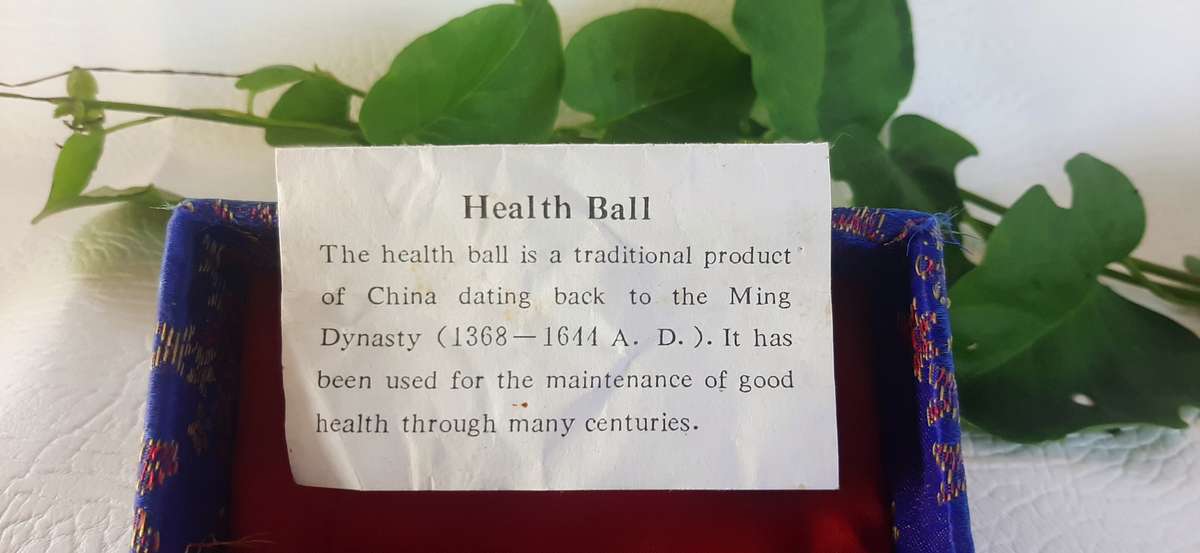 Health Ball
The health ball is a traditional product
of China dating back to the Ming
Dynasty (1368—1644 A. D.). It has
been used for the maintenance of good
health through many centuries.